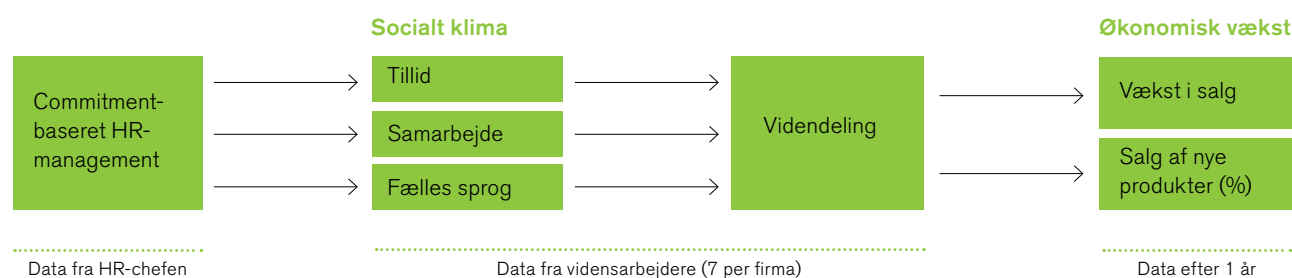 Socialt klima
Økonomisk vækst
Commitment-
baseret HR-
management
Tillid
Samarbejde
Fælles sprog
Videndeling
Vækst i salg
Salg af nye
produkter (%)
Data fra HR-chefen
Data fra vidensarbejdere (7 per firma)
Data efter 1 år